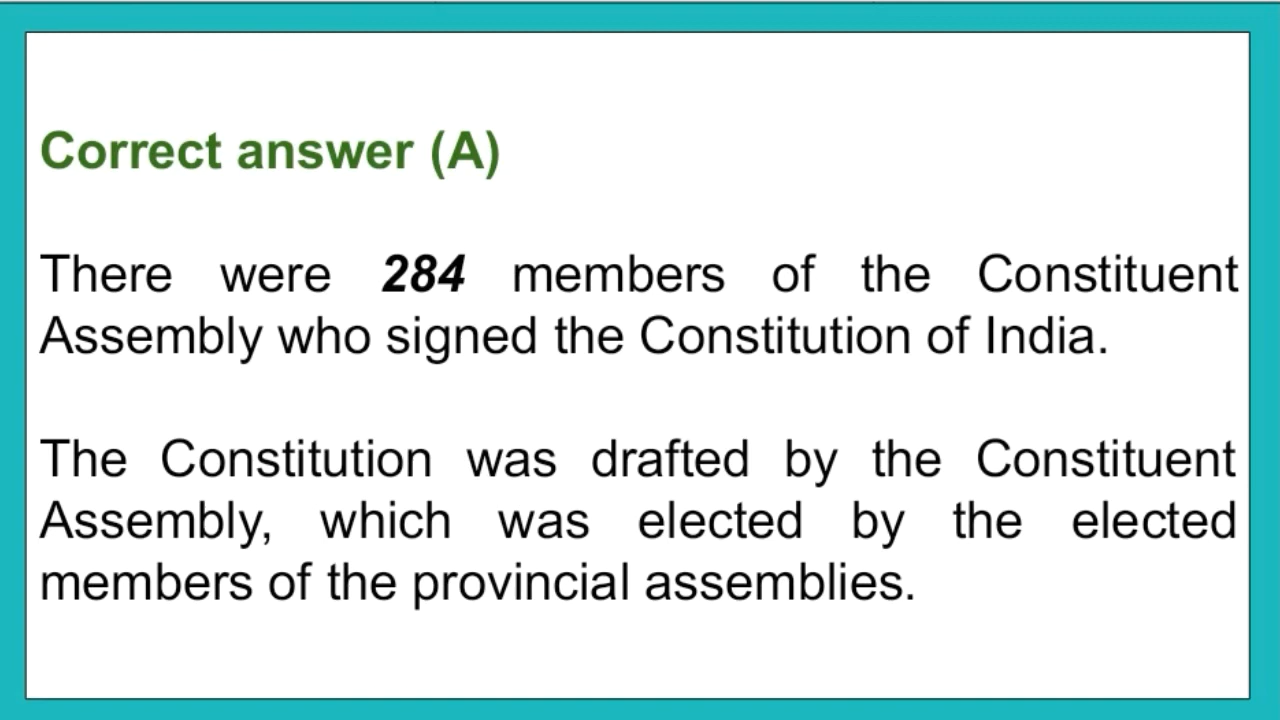 Correct answer (A)
There were 284 members of the Constituent
Assembly who signed the Constitution of India.
The Constitution was drafted by the Constituent
Assembly, which was elected by the elected
members of the provincial assemblies.